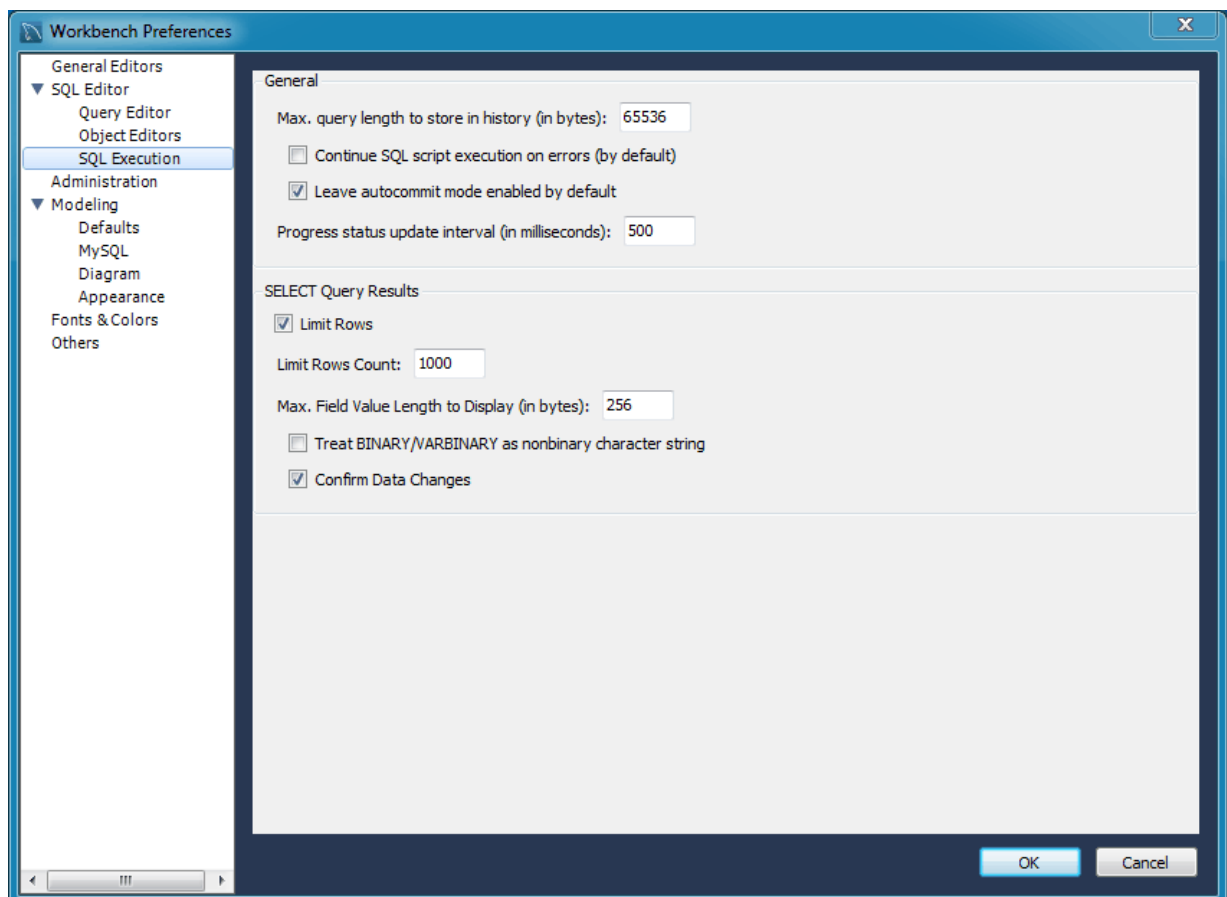 Workbench Preferences
X
General Editors
SQL Editor
Query Editor
Object Editors
SQL Execution
Administration
Modeling
Defaults
MySQL
Diagram
Appearance
Fonts & Colors
Others
General
Max. query length to store in history (in bytes): 65536
Continue SQL script execution on errors (by default)
Leave autocommit mode enabled by default
Progress status update interval (in milliseconds): 500
SELECT Query Results
Limit Rows
Limit Rows Count: 1000
Max. Field Value Length to Display (in bytes): 256
Treat BINARY/VARBINARY as nonbinary character string
Confirm Data Changes
OK Cancel